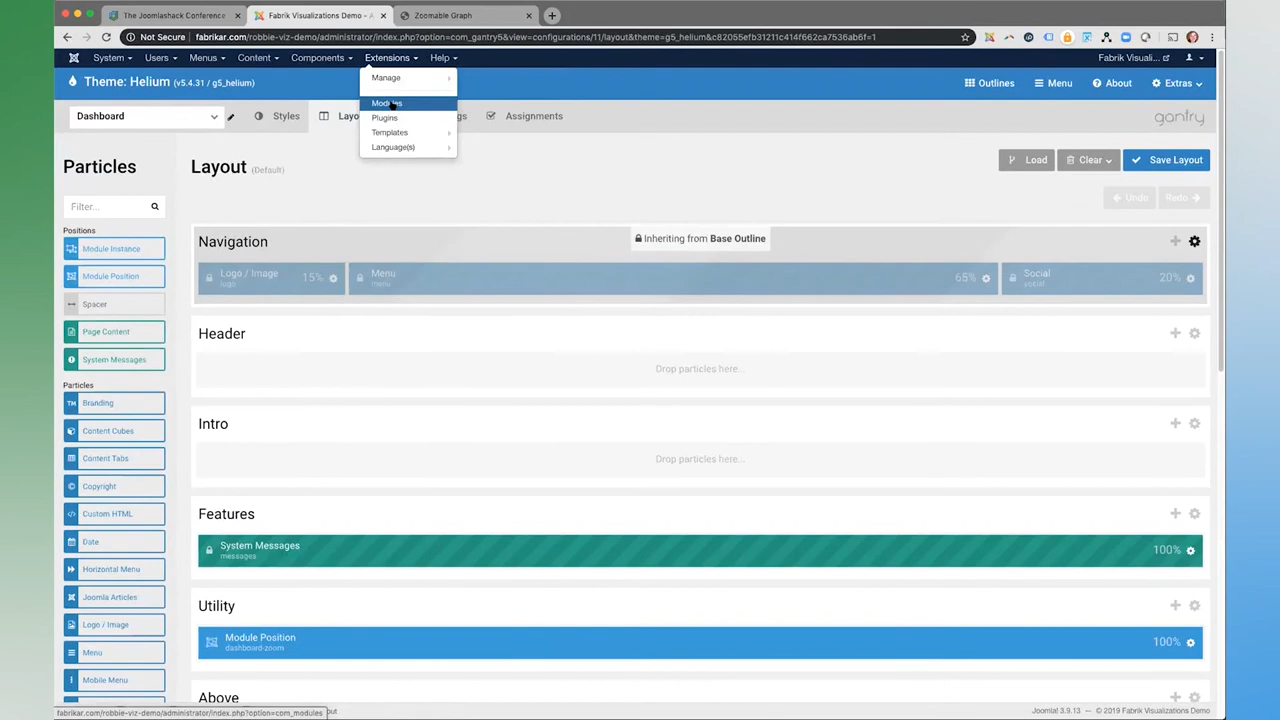 The Joomlashack Conference
Fabrik Visualizations Demo - A
Zoomable Graph
Not Secure
fabrikar.com/robbie-viz-demo/administrator/index.php?option=com_gantry5&view=configurations/11/layout&theme=g5_helium&c82055efb31211c414f662ca7536ab6f=1
System Users Menus Content Components Extensions Help
Fabrik Visuali...
Theme: Helium (v5.4.31 / g5_helium)
Outlines Menu About Extras
Manage
Modules
Plugins
Templates
Language(s)
Dashboard
Styles
Assignments
gantry
Particles
Layout (Default)
Load Clear Save Layout
Undo Redo
Filter...
Positions
Module Instance
Module Position
Spacer
Page Content
System Messages
Particles
Branding
Content Cubes
Content Tabs
Copyright
Custom HTML
Date
Horizontal Menu
Joomla Articles
Logo / Image
Menu
Mobile Menu
Navigation
Inheriting from Base Outline
Logo / Image
logo
15%
Menu
menu
65%
Social
social
20%
Header
Drop particles here...
Intro
Drop particles here...
Features
System Messages
messages
100%
Utility
Module Position
dashboard-zoom
100%
Above
fabrikar.com/robbie-viz-demo/administrator/index.php?option=com_modules
Joomla! 3.9.13 — © 2019 Fabrik Visualizations Demo